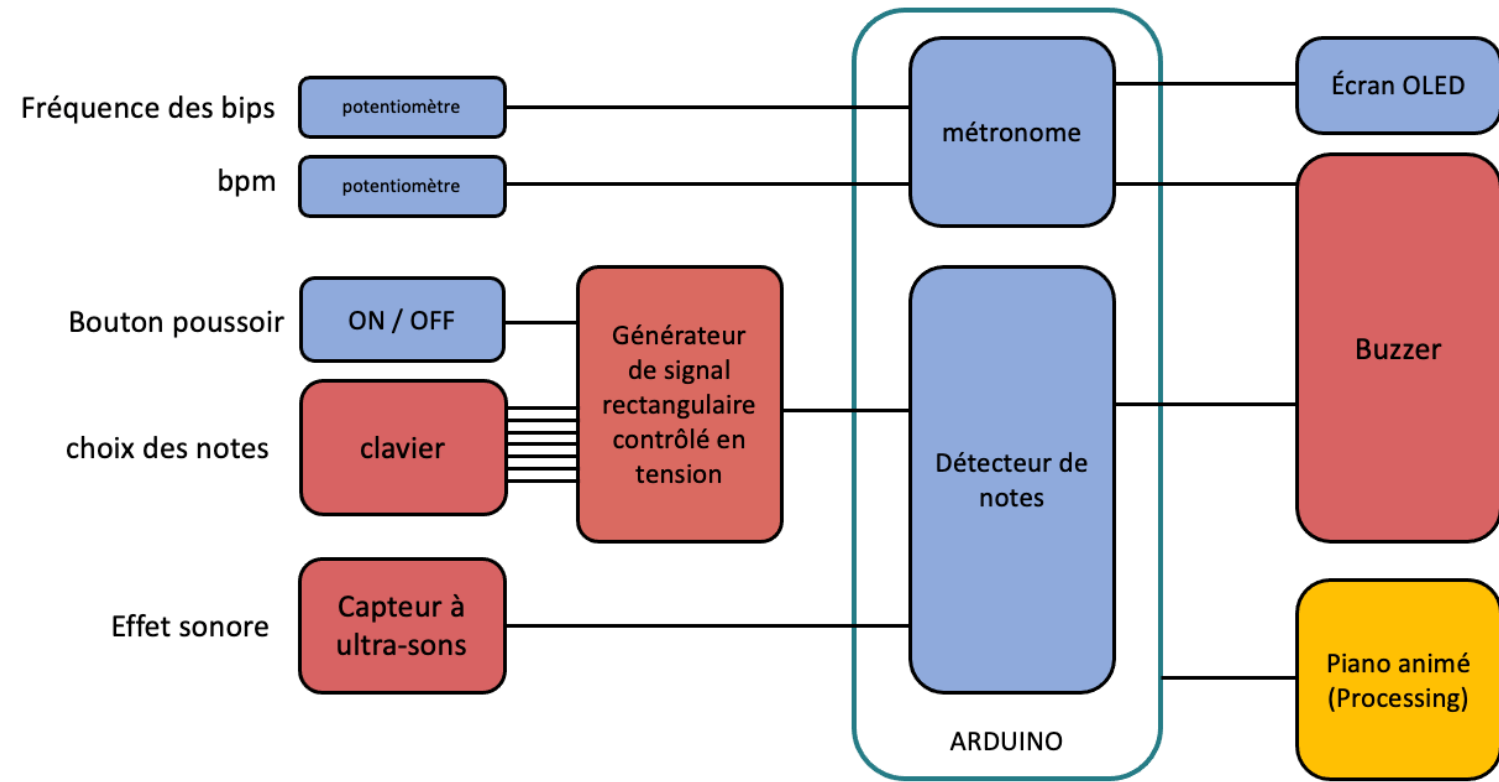 Fréquence des bips
potentiomètre
métronome
Écran OLED
bpm
potentiomètre
Bouton poussoir
ON / OFF
Générateur
de signal
rectangulaire
contrôlé en
tension
Buzzer
choix des notes
clavier
Détecteur de
notes
Effet sonore
Capteur à
ultra-sons
Piano animé
(Processing)
ARDUINO